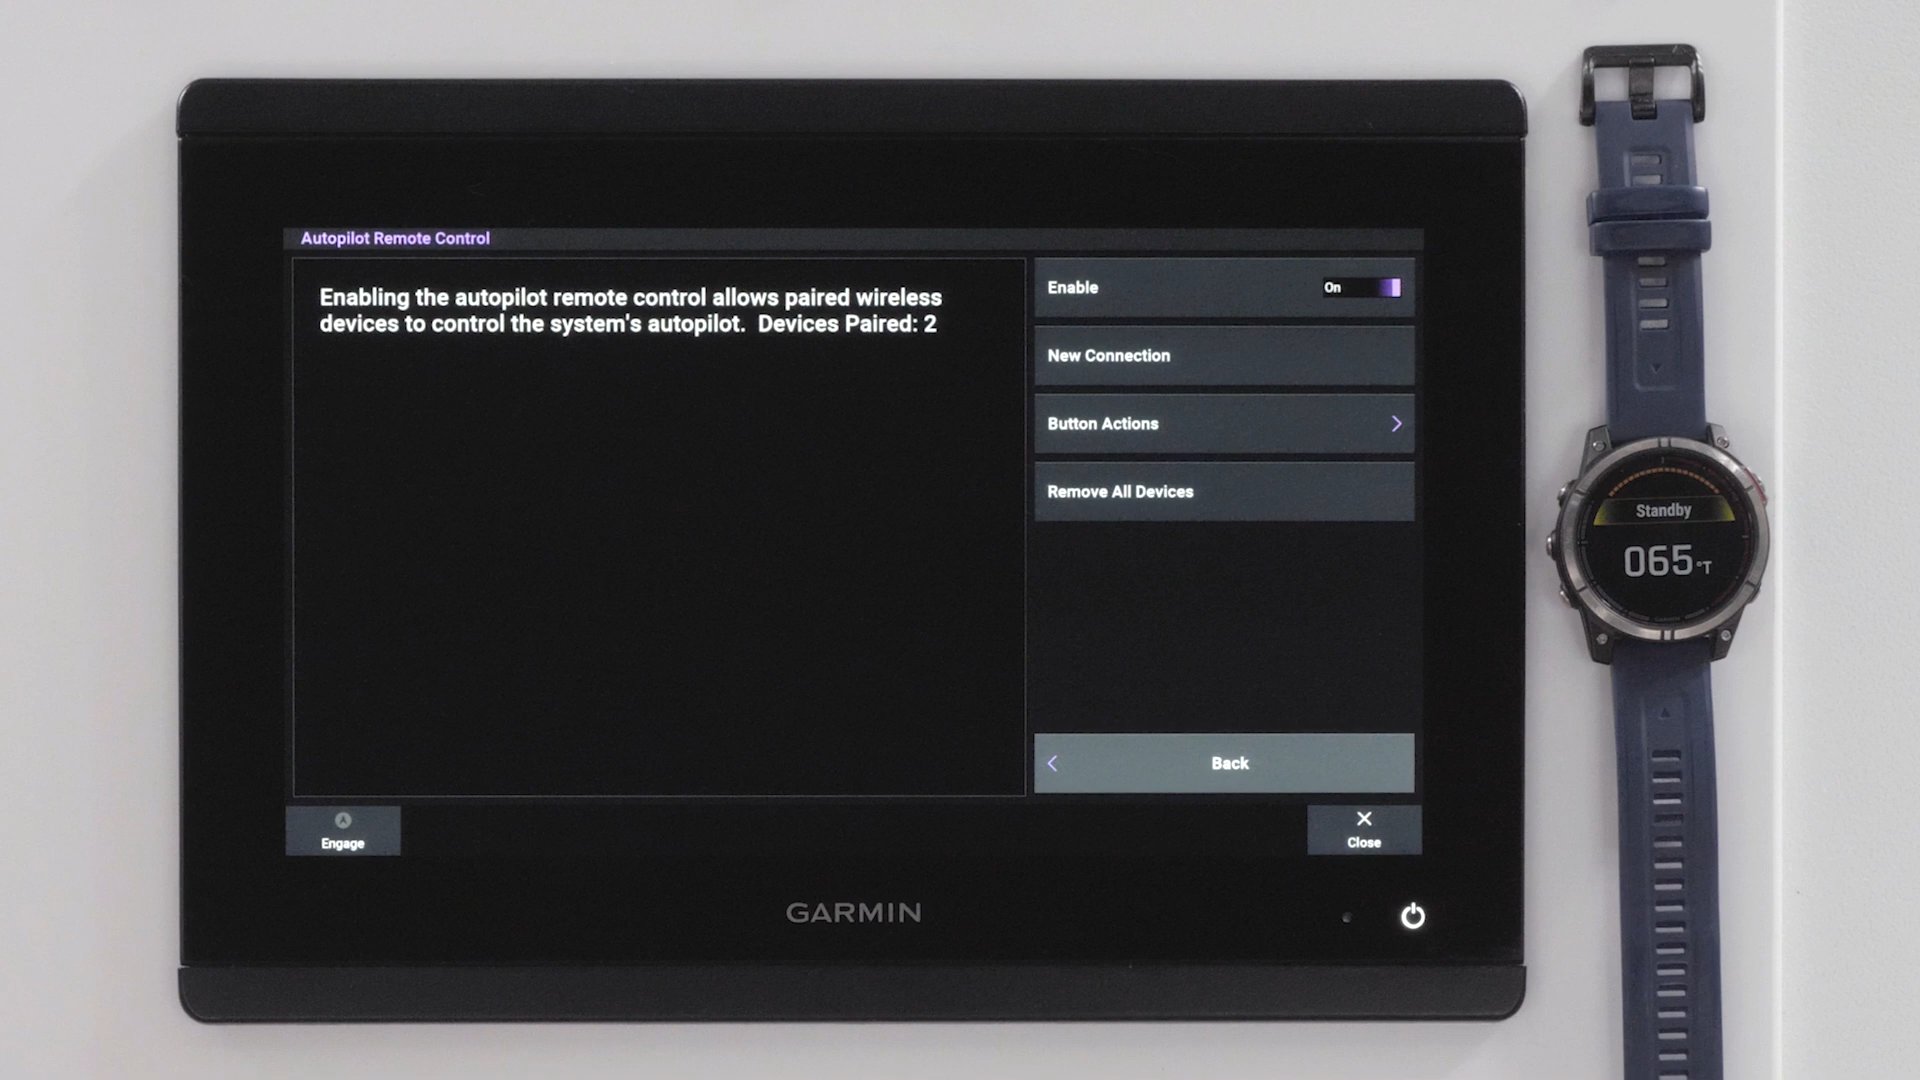 Autopilot Remote Control
Enabling the autopilot remote control allows paired wireless
devices to control the system's autopilot.  Devices Paired: 2
Enable
On
New Connection
Button Actions
Remove All Devices
Back
Engage
Close
GARMIN
Standby
065°T